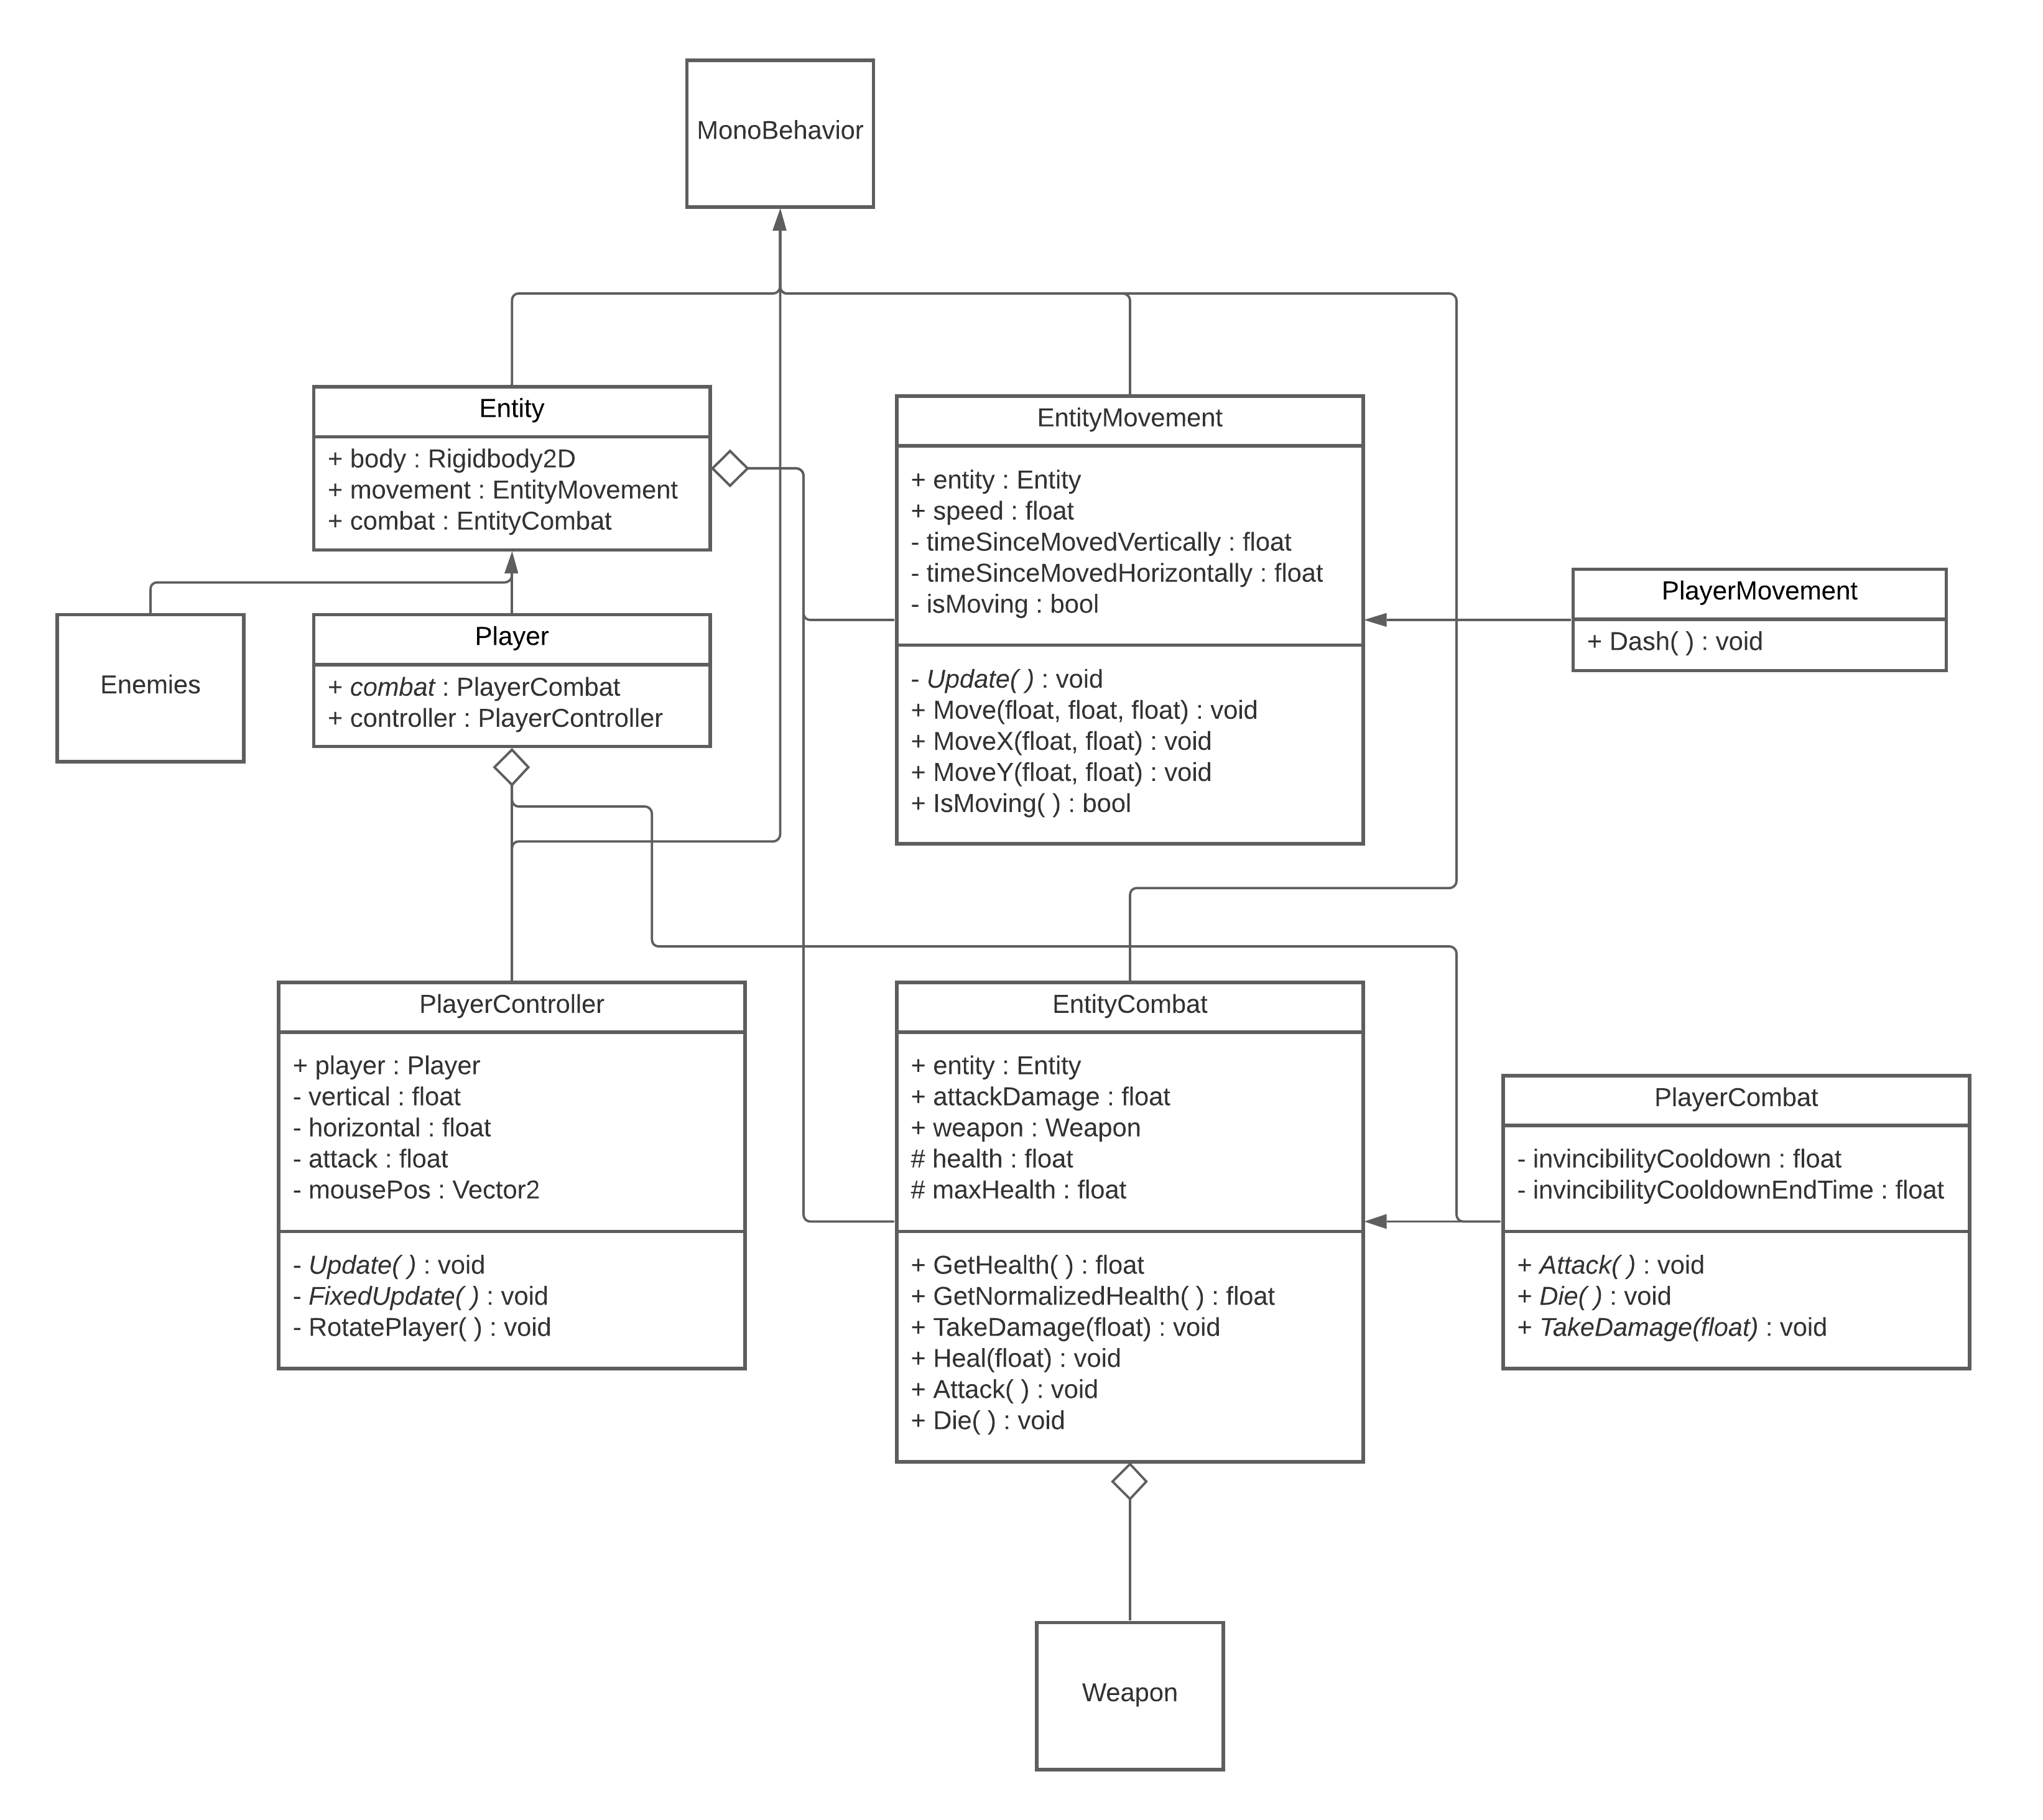 MonoBehavior
Entity
+ body : Rigidbody2D
+ movement : EntityMovement
+ combat : EntityCombat
EntityMovement
+ entity : Entity
+ speed : float
- timeSinceMovedVertically : float
- timeSinceMovedHorizontally : float
- isMoving : bool
- Update( ) : void
+ Move(float, float, float) : void
+ MoveX(float, float) : void
+ MoveY(float, float) : void
+ IsMoving( ) : bool
PlayerMovement
+ Dash( ) : void
Enemies
Player
+ combat : PlayerCombat
+ controller : PlayerController
PlayerController
+ player : Player
- vertical : float
- horizontal : float
- attack : float
- mousePos : Vector2
- Update( ) : void
- FixedUpdate( ) : void
- RotatePlayer( ) : void
EntityCombat
+ entity : Entity
+ attackDamage : float
+ weapon : Weapon
# health : float
# maxHealth : float
+ GetHealth( ) : float
+ GetNormalizedHealth( ) : float
+ TakeDamage(float) : void
+ Heal(float) : void
+ Attack( ) : void
+ Die( ) : void
PlayerCombat
- invincibilityCooldown : float
- invincibilityCooldownEndTime : float
+ Attack( ) : void
+ Die( ) : void
+ TakeDamage(float) : void
Weapon